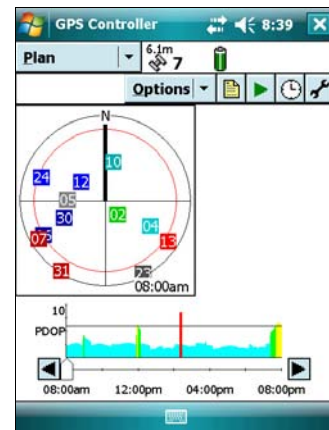 GPS Controller 8:39
Plan 6.1m 7
Options
N
10
24 12
05
30 02
04
07 13
31 23
08:00am
10
PDOP
08:00am 12:00pm 04:00pm 08:00pm